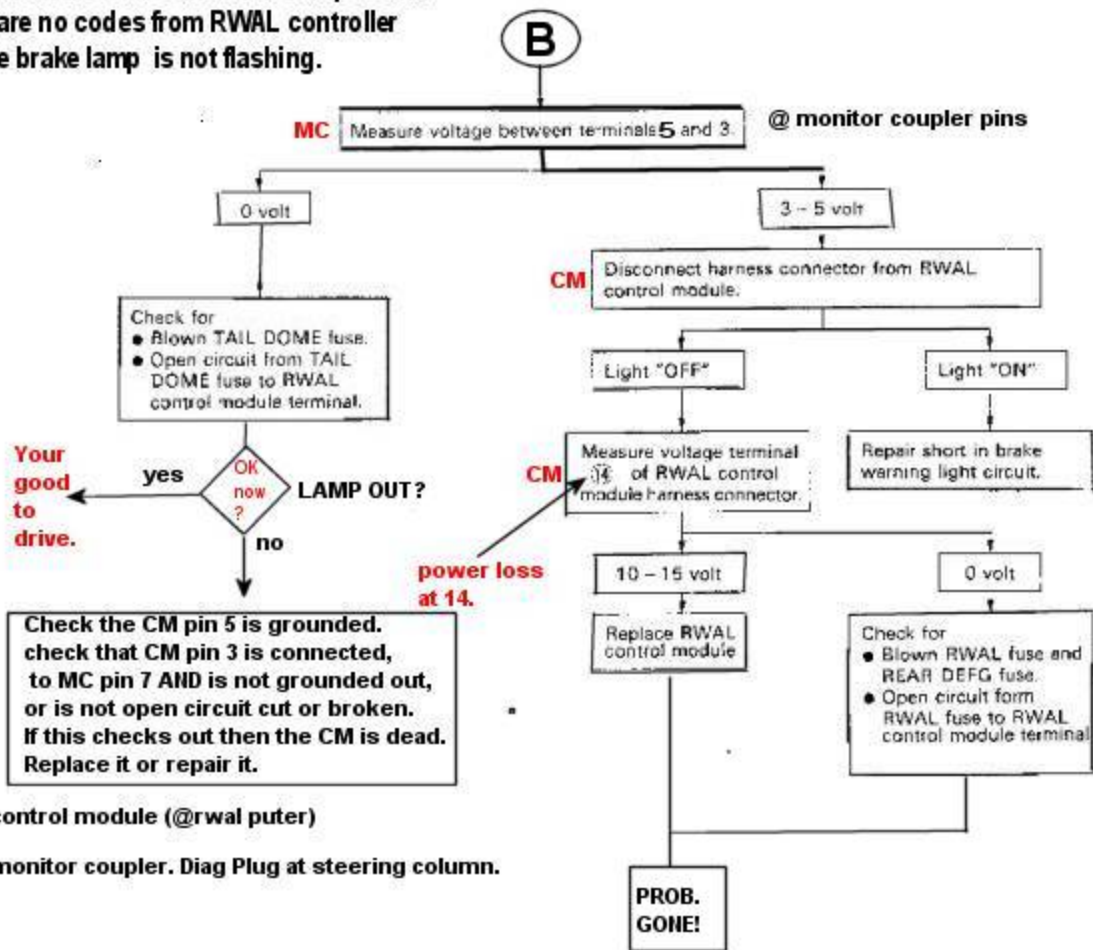 are no codes from RWAL controller
e brake lamp is not flashing.
B
MC
Measure voltage between terminals 5 and 3.
@ monitor coupler pins
0 volt
3 - 5 volt
CM
Disconnect harness connector from RWAL
control module.
Check for
● Blown TAIL DOME fuse.
● Open circuit from TAIL
DOME fuse to RWAL
control module terminal.
Light "OFF"
Light "ON"
Your
good
to
drive.
yes
OK
now
?
LAMP OUT?
no
CM
Measure voltage terminal
14 of RWAL control
module harness connector.
Repair short in brake
warning light circuit.
power loss
at 14.
10 - 15 volt
0 volt
Check the CM pin 5 is grounded.
check that CM pin 3 is connected,
to MC pin 7 AND is not grounded out,
or is not open circuit cut or broken.
If this checks out then the CM is dead.
Replace it or repair it.
Replace RWAL
control module
Check for
● Blown RWAL fuse and
REAR DEFG fuse.
● Open circuit form
RWAL fuse to RWAL
control module terminal
control module (@rwal puter)
monitor coupler. Diag Plug at steering column.
PROB.
GONE!